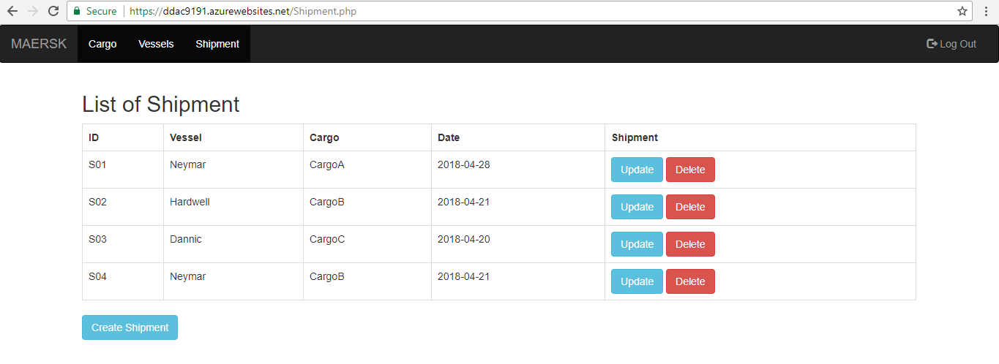 Secure https://ddac9191.azurewebsites.net/Shipment.php
MAERSK Cargo Vessels Shipment Log Out
List of Shipment
ID Vessel Cargo Date Shipment
S01 Neymar CargoA 2018-04-28 Update Delete
S02 Hardwell CargoB 2018-04-21 Update Delete
S03 Dannic CargoC 2018-04-20 Update Delete
S04 Neymar CargoB 2018-04-21 Update Delete
Create Shipment